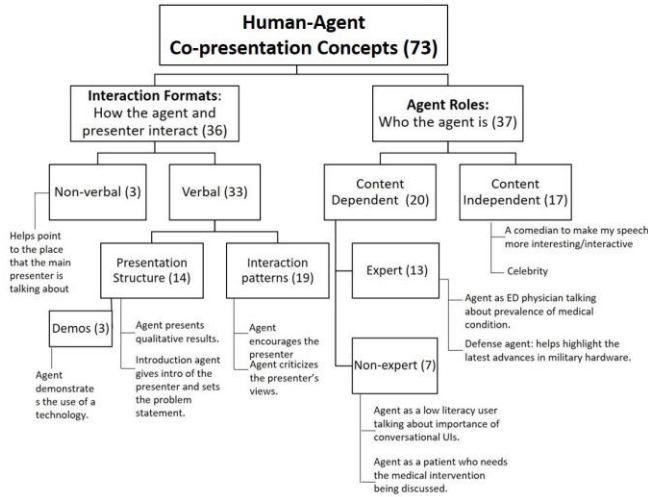 Human-Agent
Co-presentation Concepts (73)
Interaction Formats:
How the agent and
presenter interact (36)
Agent Roles:
Who the agent is (37)
Non-verbal (3)
Verbal (33)
Content
Dependent (20)
Content
Independent (17)
Helps point
to the place
that the main
presenter is
talking about
A comedian to make my speech
more interesting/interactive
Celebrity
Presentation
Structure (14)
Interaction
patterns (19)
Expert (13)
Agent as ED physician talking
about prevalence of medical
condition.
Defense agent: helps highlight the
latest advances in military hardware.
Demos (3)
Agent presents
qualitative results.
Introduction agent
gives intro of the
presenter and sets
the problem
statement.
Agent
encourages the
presenter
Agent criticizes
the presenter's
views.
Agent
demonstrate
s the use of a
technology.
Non-expert (7)
Agent as a low literacy user
talking about importance of
conversational UIs.
Agent as a patient who needs
the medical intervention
being discussed.